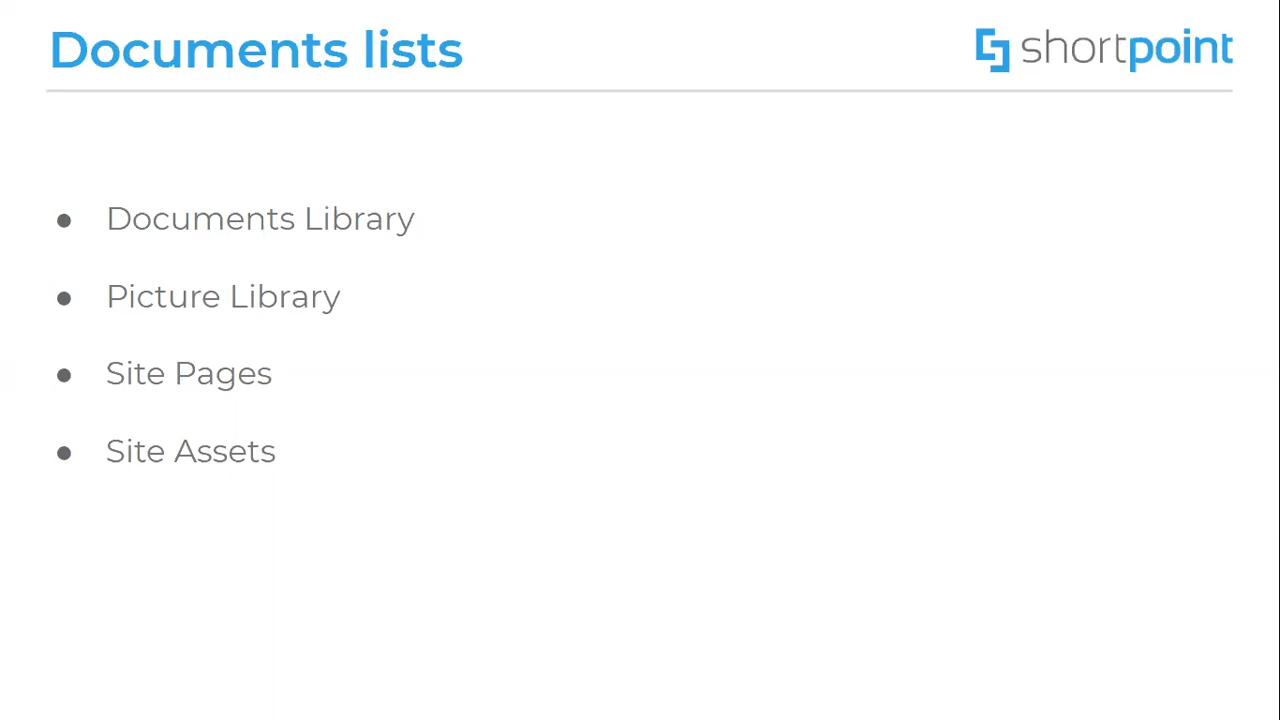 Documents lists
shortpoint
● Documents Library
● Picture Library
● Site Pages
● Site Assets